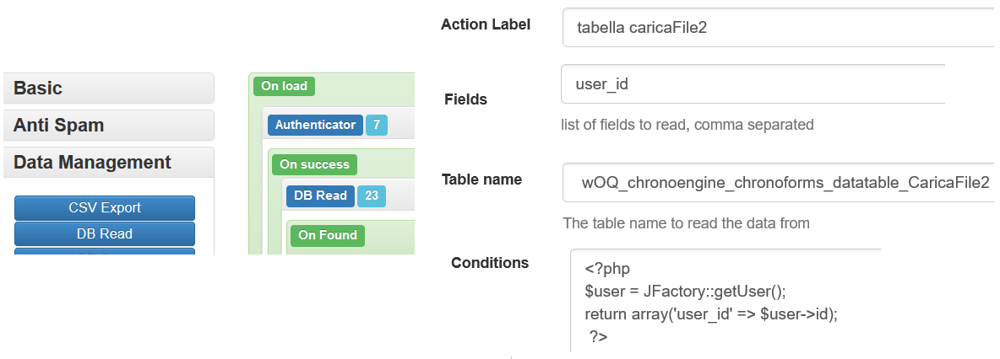 Basic
Anti Spam
Data Management
CSV Export
DB Read
On load
Authenticator 7
On success
DB Read 23
On Found
Action Label
tabella caricaFile2
Fields
user_id
list of fields to read, comma separated
Table name
wOQ_chronoengine_chronoforms_datatable_CaricaFile2
The table name to read the data from
Conditions
<?php
$user = JFactory::getUser();
return array('user_id' => $user->id);
?>